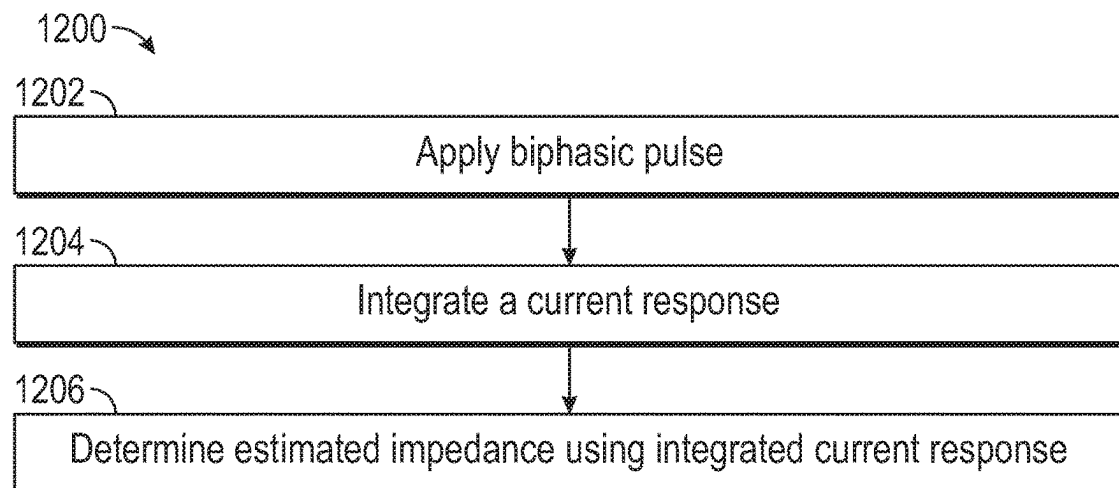 1200
1202
Apply biphasic pulse
1204
Integrate a current response
1206
Determine estimated impedance using integrated current response